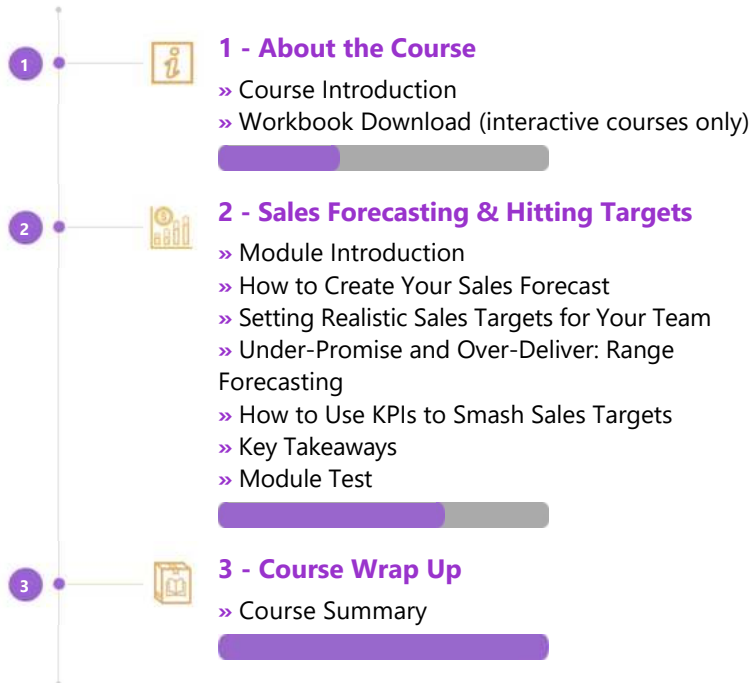 1
1 - About the Course
» Course Introduction
» Workbook Download (interactive courses only)
2
2 - Sales Forecasting & Hitting Targets
» Module Introduction
» How to Create Your Sales Forecast
» Setting Realistic Sales Targets for Your Team
» Under-Promise and Over-Deliver: Range
Forecasting
» How to Use KPIs to Smash Sales Targets
» Key Takeaways
» Module Test
3
3 - Course Wrap Up
» Course Summary